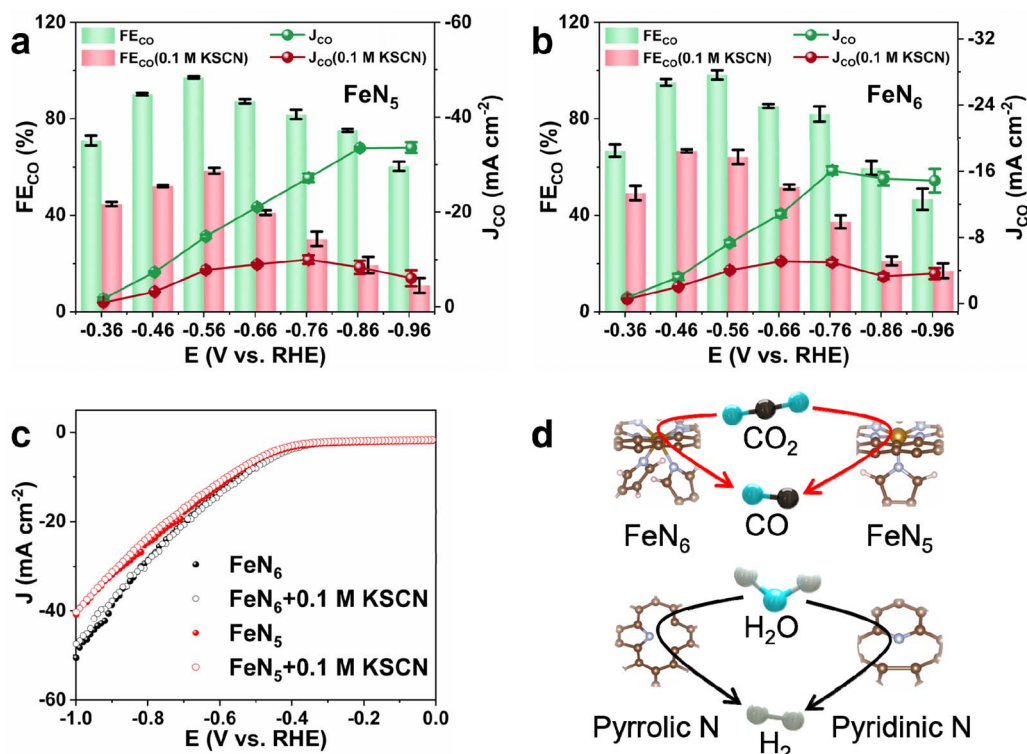 a
FE_CO
J_CO
FE_CO(0.1 M KSCN)
J_CO(0.1 M KSCN)
FeN₅
FE_CO (%)
120
80
40
0
J_CO (mA cm⁻²)
-60
-40
-20
0
-0.36 -0.46 -0.56 -0.66 -0.76 -0.86 -0.96
E (V vs. RHE)
b
FE_CO
J_CO
FE_CO(0.1 M KSCN)
J_CO(0.1 M KSCN)
FeN₆
FE_CO (%)
120
80
40
0
J_CO (mA cm⁻²)
-32
-24
-16
-8
0
-0.36 -0.46 -0.56 -0.66 -0.76 -0.86 -0.96
E (V vs. RHE)
c
J (mA cm⁻²)
0
-20
-40
-60
FeN₆
FeN₆+0.1 M KSCN
FeN₅
FeN₅+0.1 M KSCN
-1.0 -0.8 -0.6 -0.4 -0.2 0.0
E (V vs. RHE)
d
CO₂
CO
FeN₆
FeN₅
H₂O
Pyrrolic N
Pyridinic N
H₂